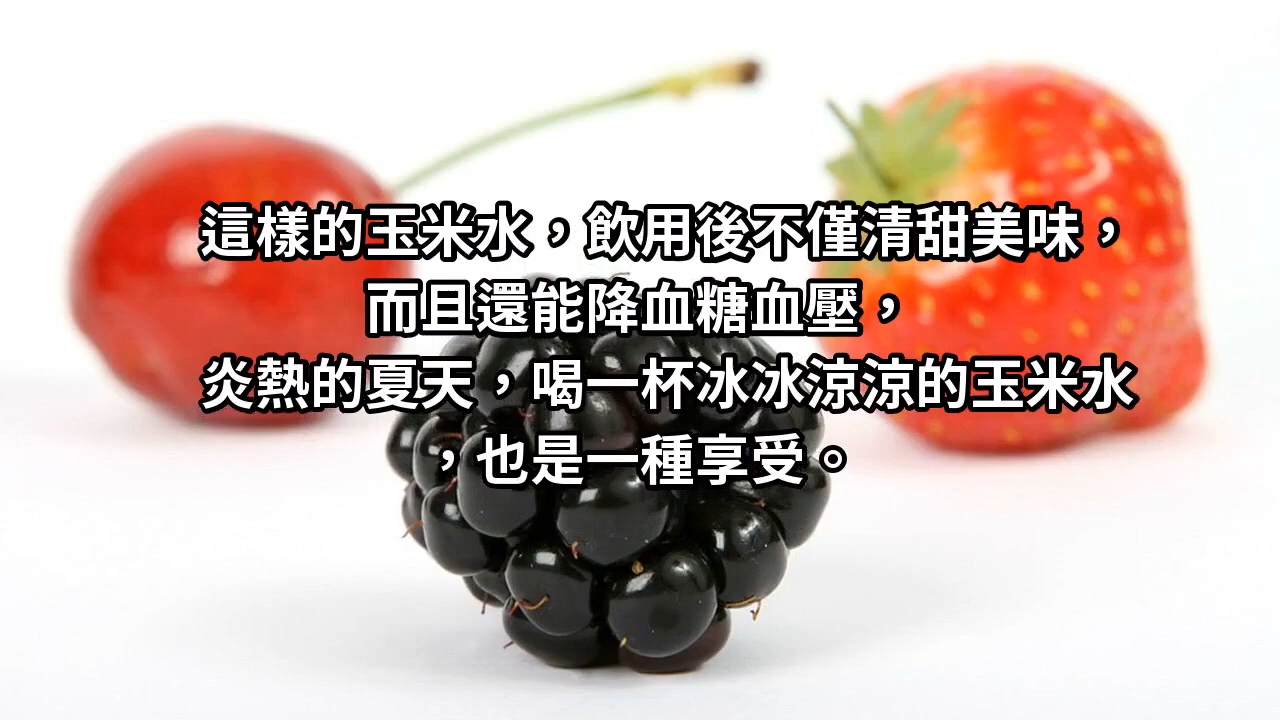 這樣的玉米水，飲用後不僅清甜美味，
而且還能降血糖血壓，
炎熱的夏天，喝一杯冰冰涼涼的玉米水
，也是一種享受。